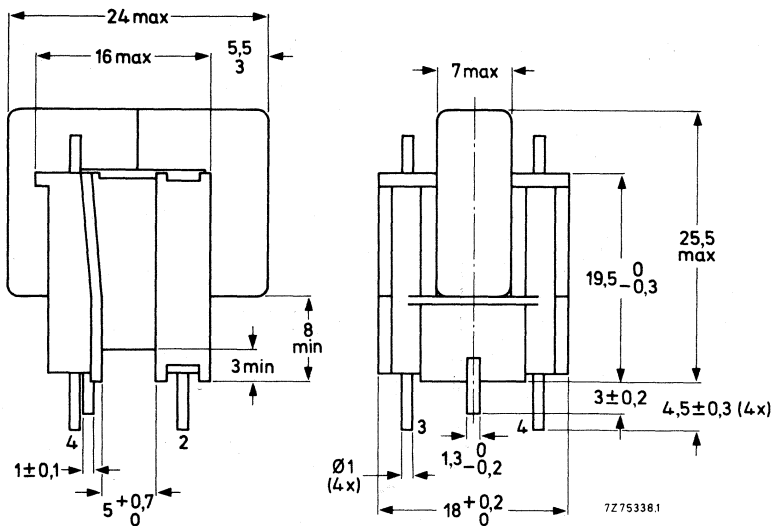 24 max
16 max
5,5
3
7 max
25,5
max
19,5 0
-0,3
8
min
3 min
3±0,2
4,5±0,3 (4x)
4
2
3
4
1±0,1
5 +0,7
0
Ø1
(4x)
1,3 0
-0,2
18 +0,2
0
7Z75338.1